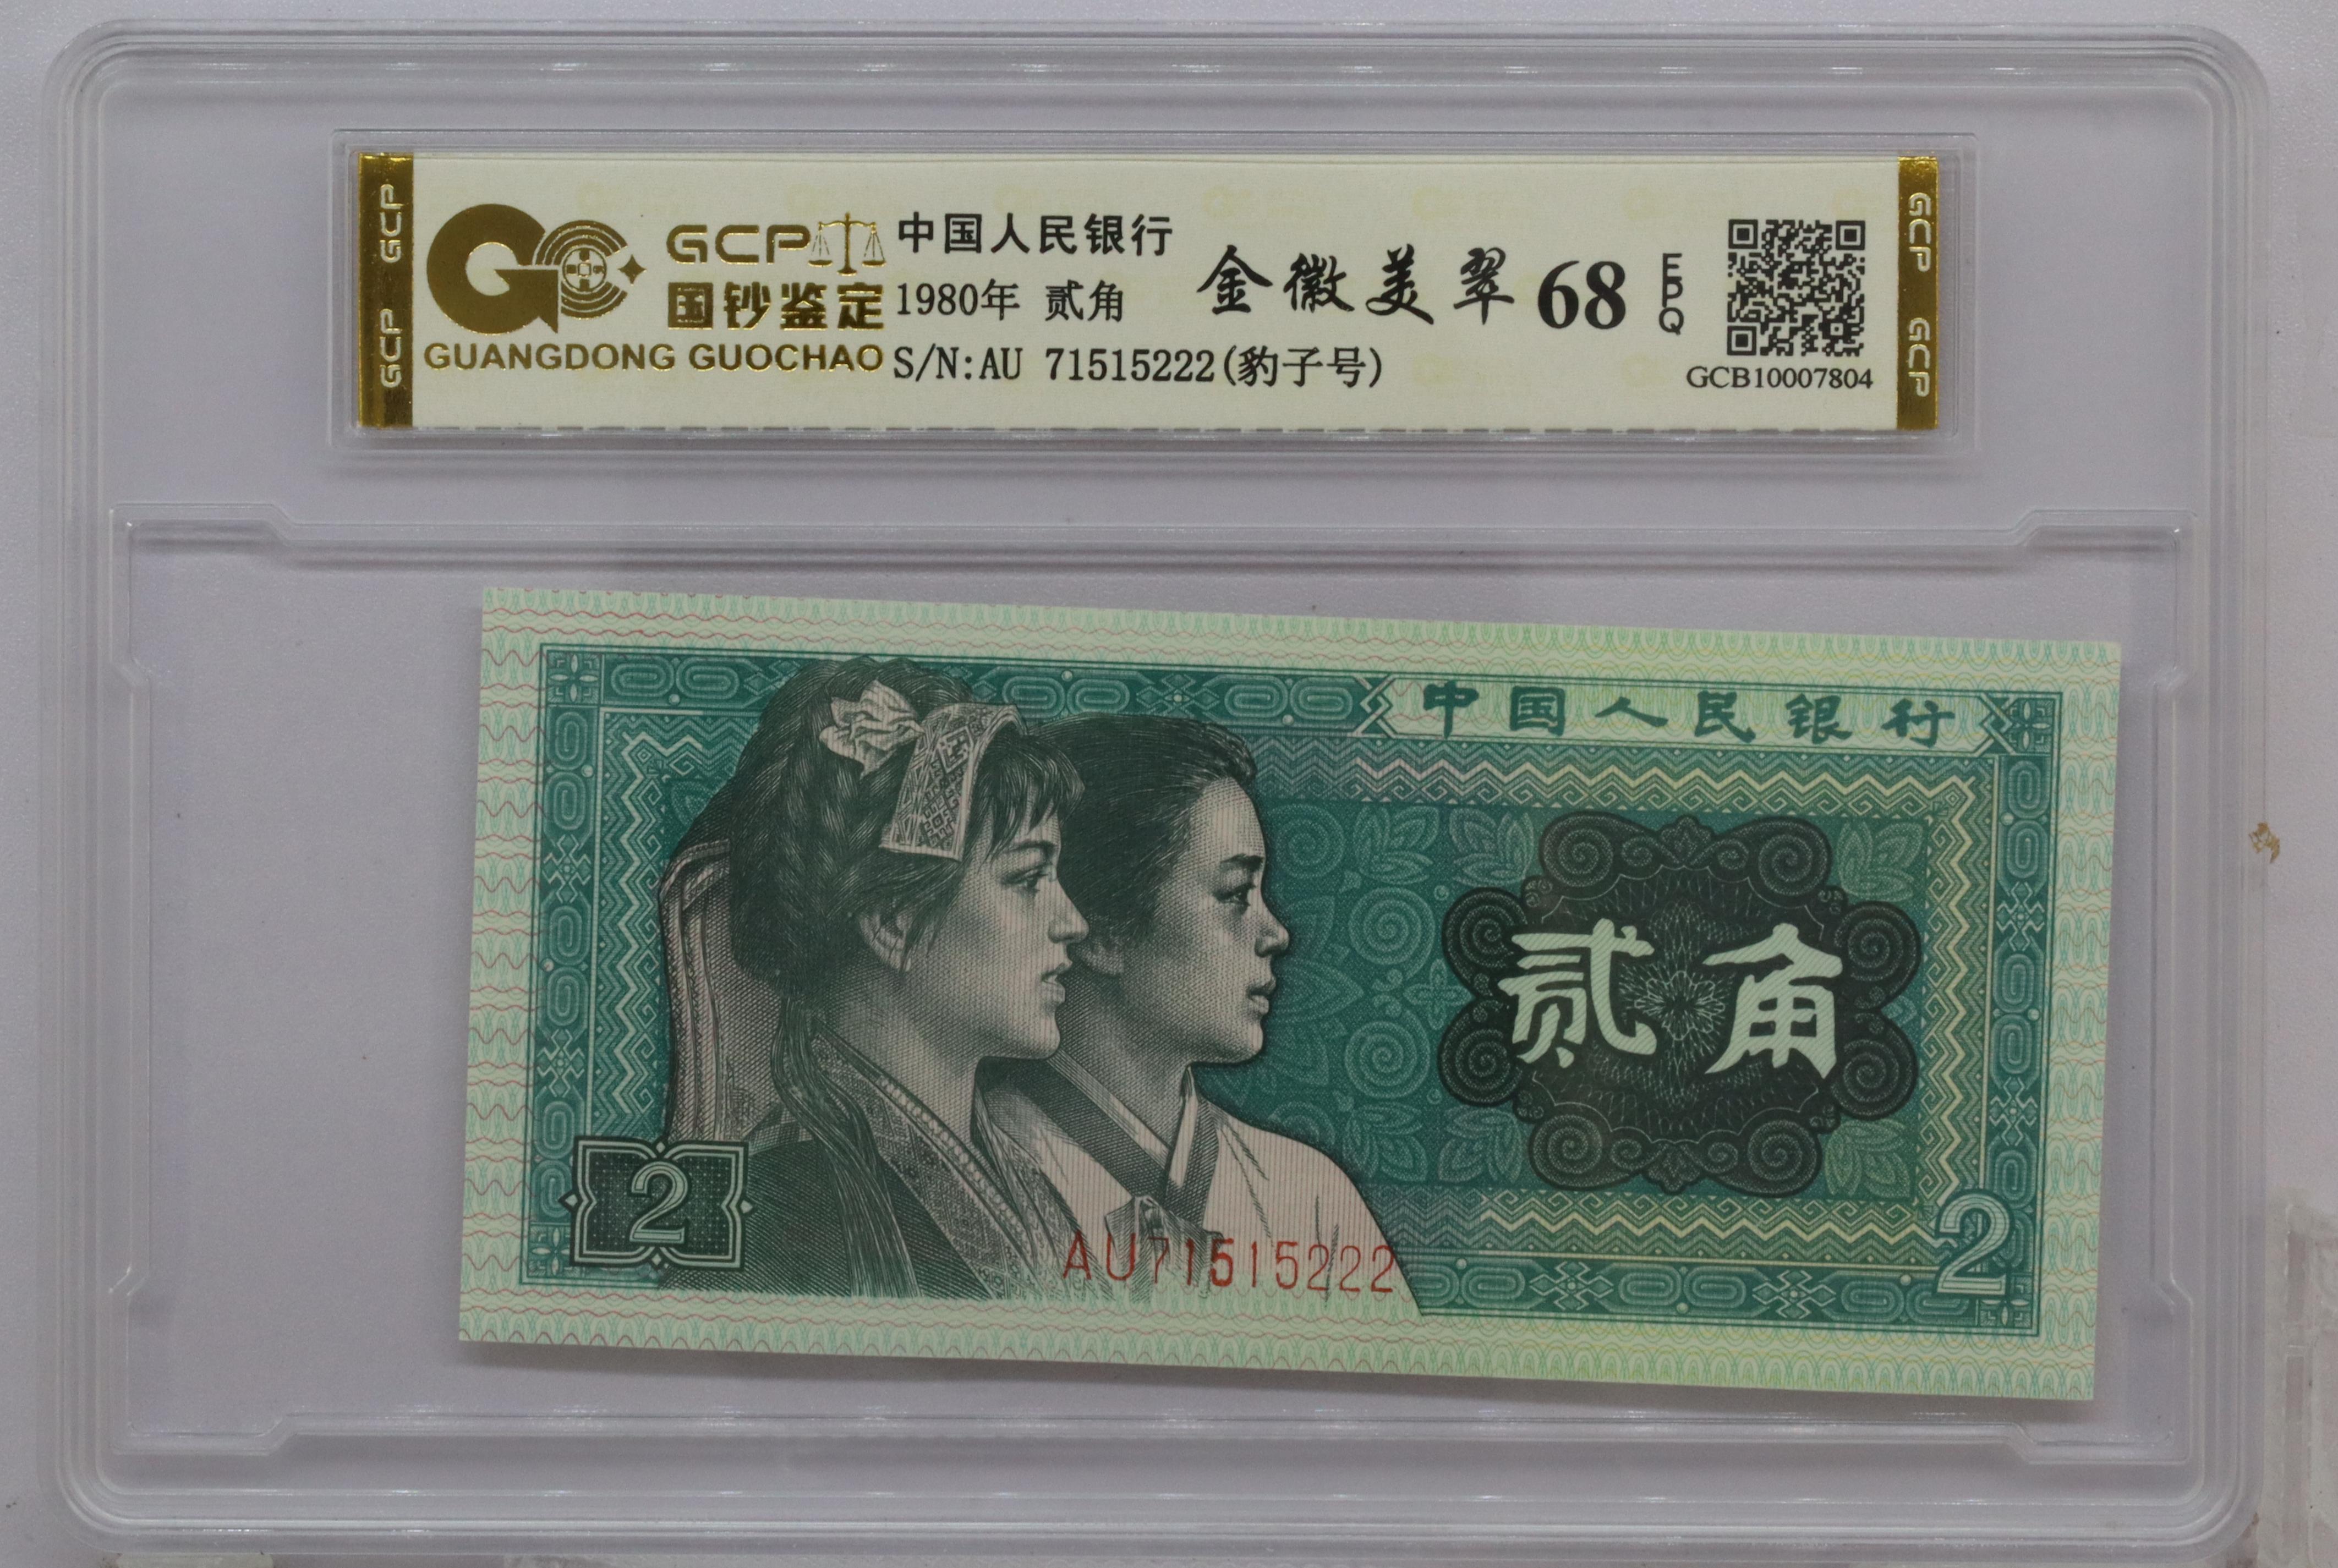 GCP
GCP
GCP
国钞鉴定
GUANGDONG GUOCHAO
中国人民银行
1980年 贰角
S/N:AU 71515222(豹子号)
金徽美翠 68 EPQ
GCB10007804
GCP
GCP
中国人民银行
贰角
2
AU71515222
2